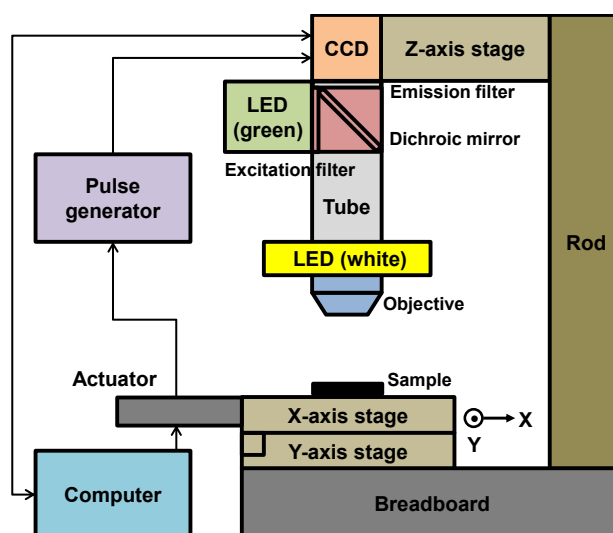 CCD
Z-axis stage
LED
(green)
Emission filter
Dichroic mirror
Excitation filter
Pulse
generator
Tube
Rod
LED (white)
Objective
Actuator
Sample
X-axis stage
X
Y
Y-axis stage
Computer
Breadboard